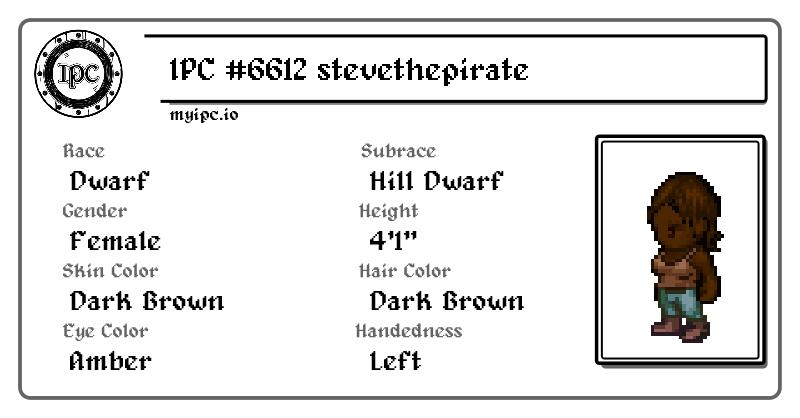 IPC
IPC #6612 stevethepirate
myipc.io
Race
Subrace
Dwarf
Hill Dwarf
Gender
Height
Female
4'1"
Skin Color
Hair Color
Dark Brown
Dark Brown
Eye Color
Handedness
Amber
Left